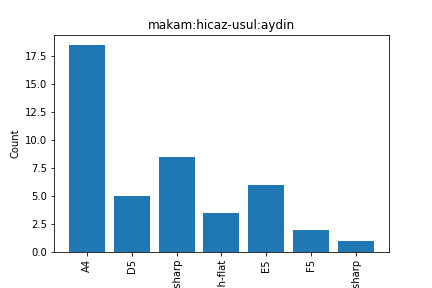 makam:hicaz-usul:aydin
Count
17.5
15.0
12.5
10.0
7.5
5.0
2.5
0.0
A4
D5
sharp
h-flat
E5
F5
sharp